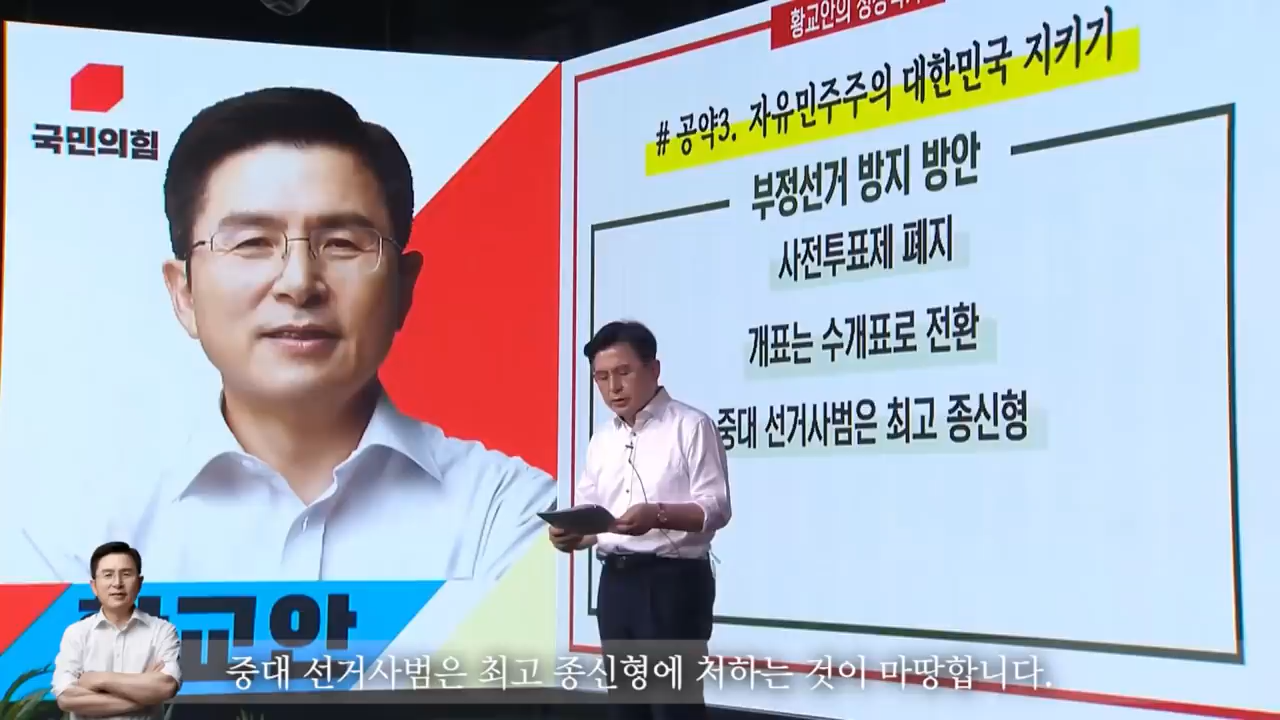 국민의힘
황교안의
# 공약3. 자유민주주의 대한민국 지키기
부정선거 방지 방안
사전투표제 폐지
개표는 수개표로 전환
중대 선거사범은 최고 종신형
교안
중대 선거사범은 최고 종신형에 처하는 것이 마땅합니다.